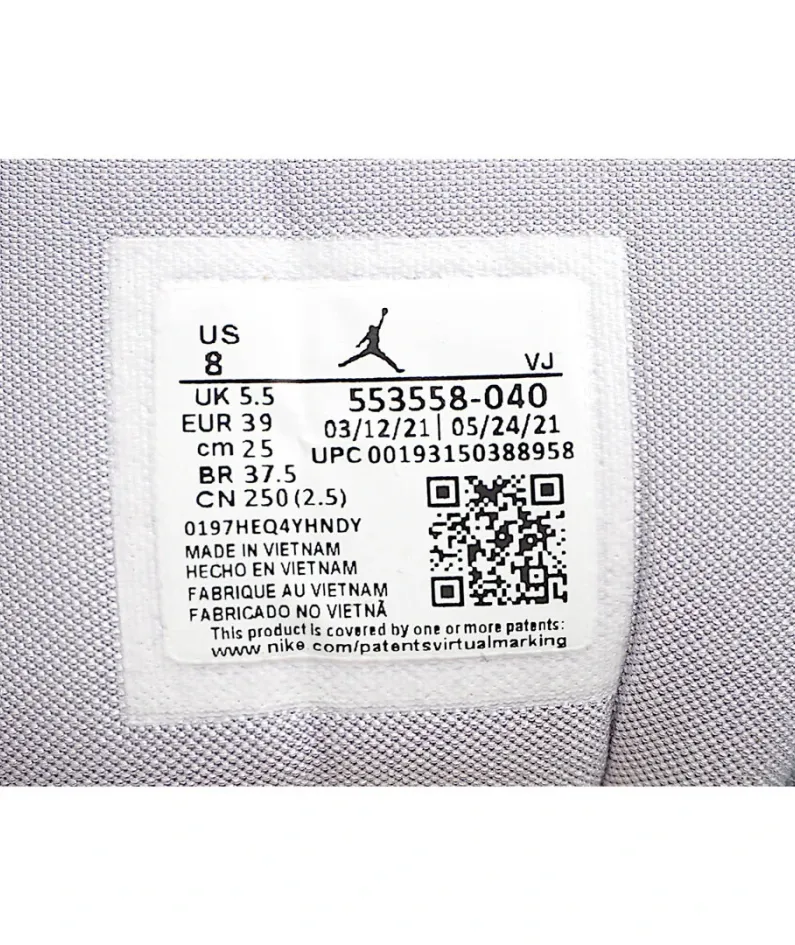 US
8
VJ
UK 5.5
553558-040
EUR 39
03/12/21| 05/24/21
cm 25
UPC 00193150388958
BR 37.5
CN 250 (2.5)
0197HEQ4YHNDY
MADE IN VIETNAM
HECHO EN VIETNAM
FABRIQUE AU VIETNAM
FABRICADO NO VIETNÃ
This product is covered by one or more patents:
www nike com/patentsvirtualmarking